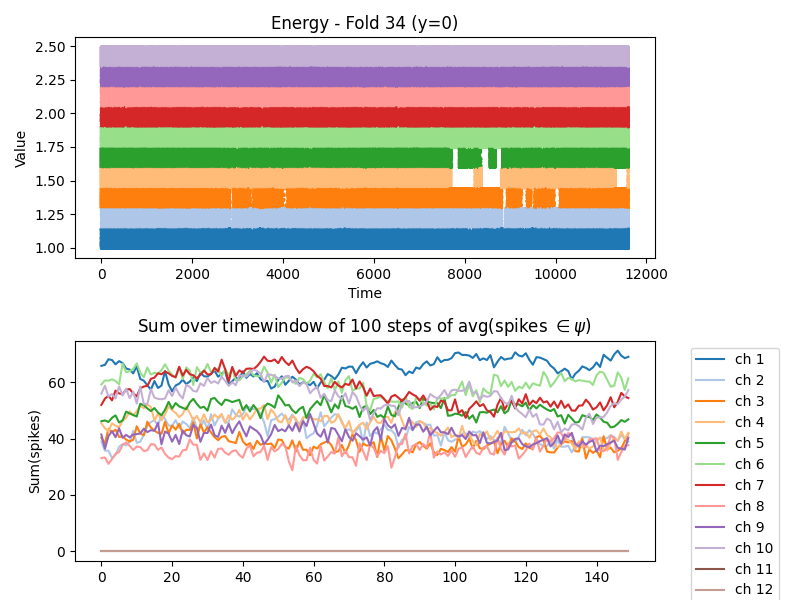 Energy - Fold 34 (y=0)
Value
2.50
2.25
2.00
1.75
1.50
1.25
1.00
0
2000
4000
6000
8000
10000
12000
Time
Sum over timewindow of 100 steps of avg(spikes ∈ ψ)
Sum(spikes)
60
40
20
0
0
20
40
60
80
100
120
140
ch 1
ch 2
ch 3
ch 4
ch 5
ch 6
ch 7
ch 8
ch 9
ch 10
ch 11
ch 12